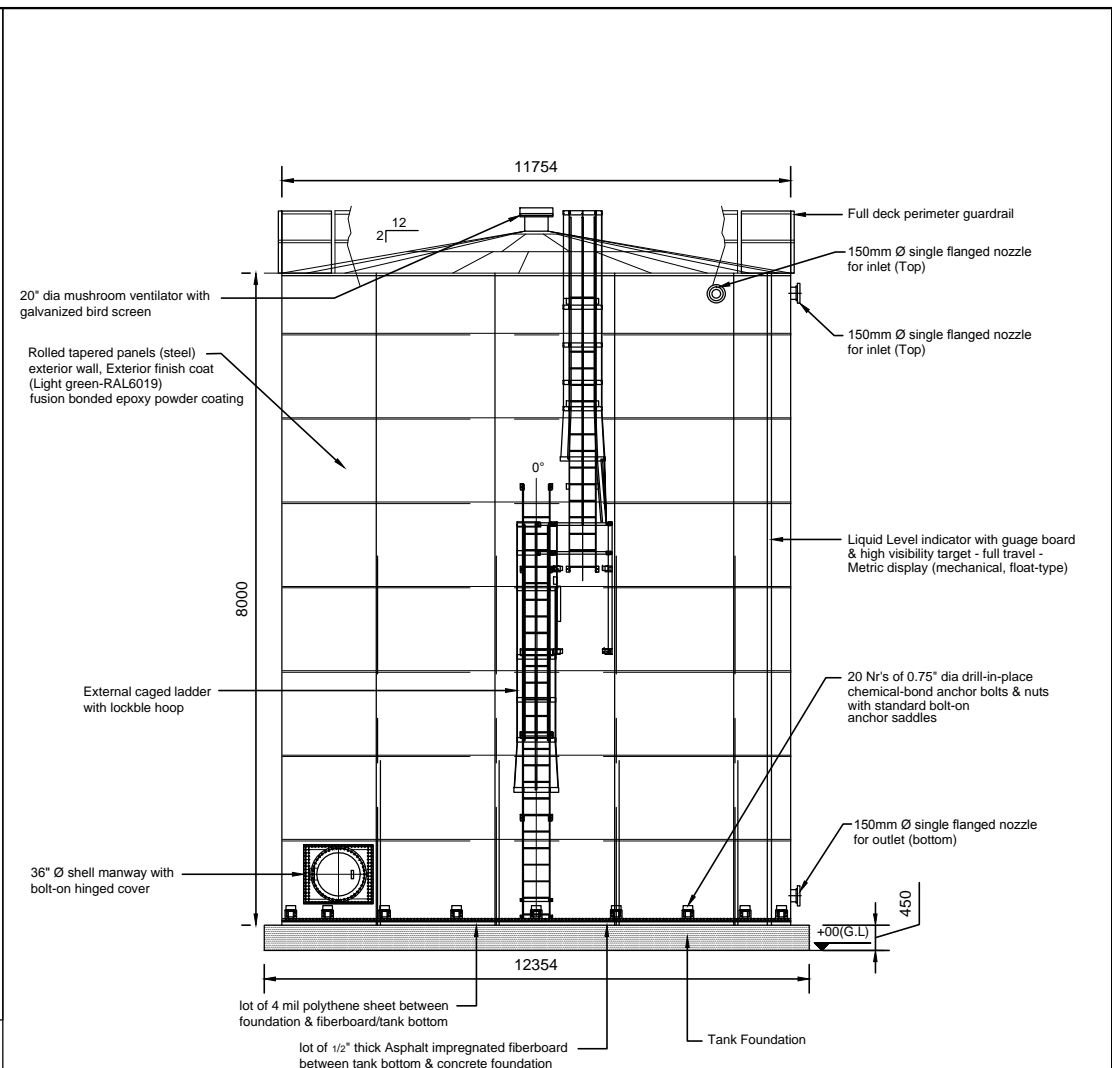 11754
12
2
Full deck perimeter guardrail
150mm Ø single flanged nozzle
for inlet (Top)
20" dia mushroom ventilator with
galvanized bird screen
150mm Ø single flanged nozzle
for inlet (Top)
Rolled tapered panels (steel)
exterior wall, Exterior finish coat
(Light green-RAL6019)
fusion bonded epoxy powder coating
0°
Liquid Level indicator with guage board
& high visibility target - full travel -
Metric display (mechanical, float-type)
8000
External caged ladder
with lockble hoop
20 Nr's of 0.75" dia drill-in-place
chemical-bond anchor bolts & nuts
with standard bolt-on
anchor saddles
150mm Ø single flanged nozzle
for outlet (bottom)
36" Ø shell manway with
bolt-on hinged cover
450
+00(G.L)
12354
lot of 4 mil polythene sheet between
foundation & fiberboard/tank bottom
Tank Foundation
lot of 1/2" thick Asphalt impregnated fiberboard
between tank bottom & concrete foundation